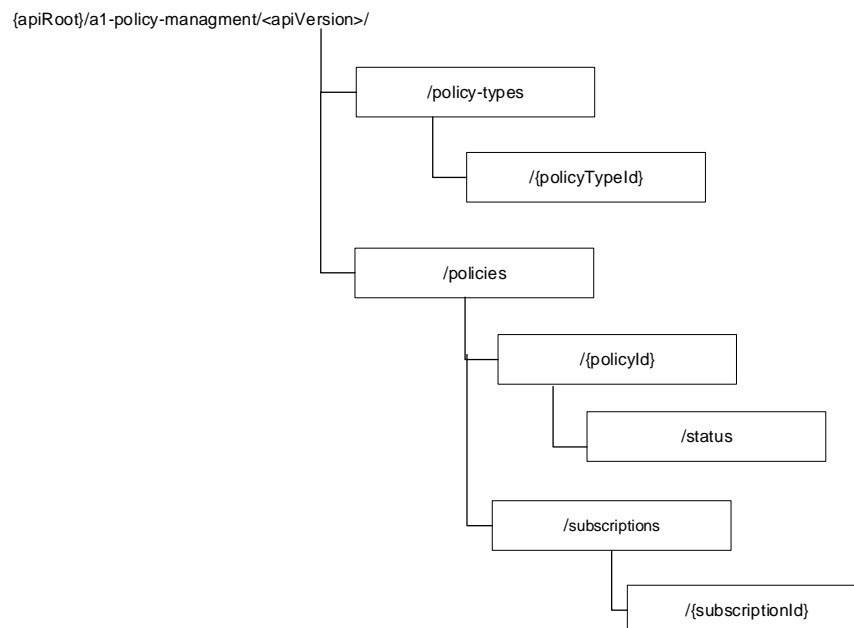 {apiRoot}/a1-policy-managment/<apiVersion>/
/policy-types
/{policyTypeId}
/policies
/{policyId}
/status
/subscriptions
/{subscriptionId}